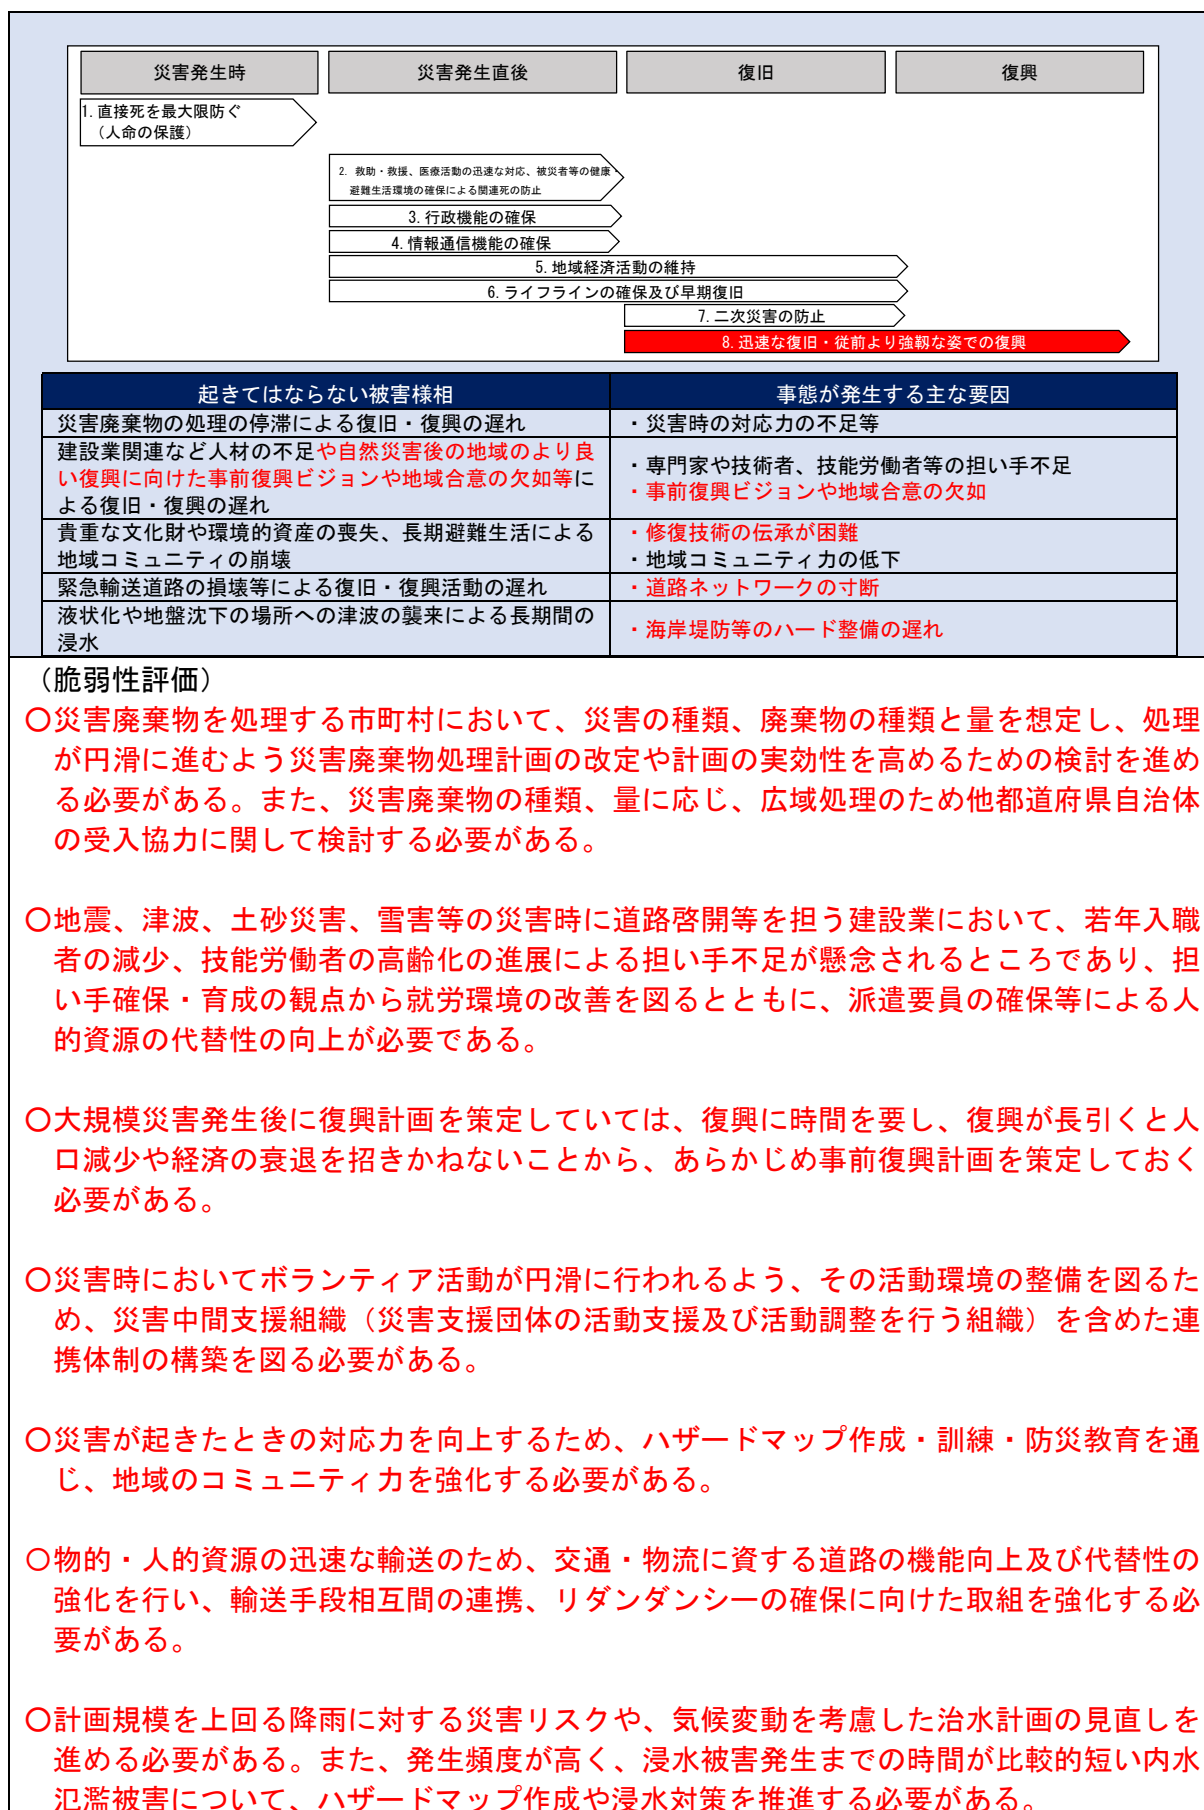 災害発生時
災害発生直後
復旧
復興
1.直接死を最大限防ぐ
（人命の保護）
2. 救助・救援、医療活動の迅速な対応、被災者等の健康・
避難生活環境の確保による関連死の防止
3.行政機能の確保
4.情報通信機能の確保
5.地域経済活動の維持
6.ライフラインの確保及び早期復旧
7.二次災害の防止
8.迅速な復旧・従前より強靱な姿での復興
起きてはならない被害様相
事態が発生する主な要因
災害廃棄物の処理の停滞による復旧・復興の遅れ
・災害時の対応力の不足等
建設業関連など人材の不足や自然災害後の地域のより良
い復興に向けた事前復興ビジョンや地域合意の欠如等に
よる復旧・復興の遅れ
・専門家や技術者、技能労働者等の担い手不足
・事前復興ビジョンや地域合意の欠如
貴重な文化財や環境的資産の喪失、長期避難生活による
地域コミュニティの崩壊
・修復技術の伝承が困難
・地域コミュニティ力の低下
緊急輸送道路の損壊等による復旧・復興活動の遅れ
・道路ネットワークの寸断
液状化や地盤沈下の場所への津波の襲来による長期間の
浸水
・海岸堤防等のハード整備の遅れ
（脆弱性評価）
〇災害廃棄物を処理する市町村において、災害の種類、廃棄物の種類と量を想定し、処理
が円滑に進むよう災害廃棄物処理計画の改定や計画の実効性を高めるための検討を進め
る必要がある。また、災害廃棄物の種類、量に応じ、広域処理のため他都道府県自治体
の受入協力に関して検討する必要がある。
〇地震、津波、土砂災害、雪害等の災害時に道路啓開等を担う建設業において、若年入職
者の減少、技能労働者の高齢化の進展による担い手不足が懸念されるところであり、担
い手確保・育成の観点から就労環境の改善を図るとともに、派遣要員の確保等による人
的資源の代替性の向上が必要である。
〇大規模災害発生後に復興計画を策定していては、復興に時間を要し、復興が長引くと人
口減少や経済の衰退を招きかねないことから、あらかじめ事前復興計画を策定しておく
必要がある。
〇災害時においてボランティア活動が円滑に行われるよう、その活動環境の整備を図るた
め、災害中間支援組織（災害支援団体の活動支援及び活動調整を行う組織）を含めた連
携体制の構築を図る必要がある。
〇災害が起きたときの対応力を向上するため、ハザードマップ作成・訓練・防災教育を通
じ、地域のコミュニティ力を強化する必要がある。
〇物的・人的資源の迅速な輸送のため、交通・物流に資する道路の機能向上及び代替性の
強化を行い、輸送手段相互間の連携、リダンダンシーの確保に向けた取組を強化する必
要がある。
〇計画規模を上回る降雨に対する災害リスクや、気候変動を考慮した治水計画の見直しを
進める必要がある。また、発生頻度が高く、浸水被害発生までの時間が比較的短い内水
氾濫被害について、ハザードマップ作成や浸水対策を推進する必要がある。